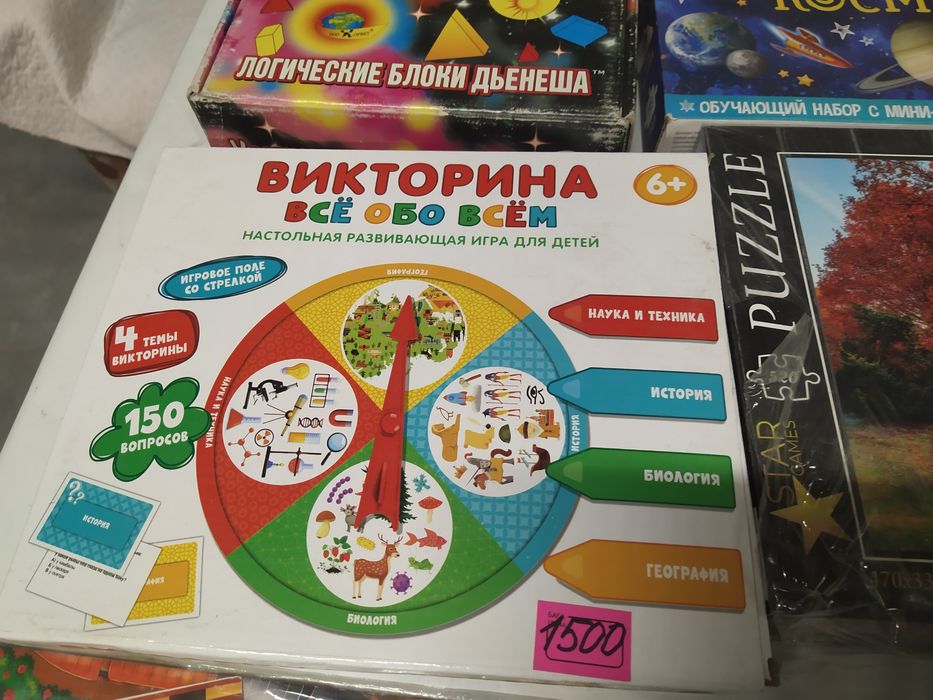 ЛОГИЧЕСКИЕ БЛОКИ ДЬЕНЕША™
ОБУЧАЮЩИЙ НАБОР С МИНИ-
ВИКТОРИНА
ВСЁ ОБО ВСЁМ
НАСТОЛЬНАЯ РАЗВИВАЮЩАЯ ИГРА ДЛЯ ДЕТЕЙ
6+
ИГРОВОЕ ПОЛЕ
СО СТРЕЛКОЙ
4 ТЕМЫ
ВИКТОРИНЫ
150
ВОПРОСОВ
ГЕОГРАФИЯ
НАУКА И ТЕХНИКА
ИСТОРИЯ
БИОЛОГИЯ
НАУКА И ТЕХНИКА
ИСТОРИЯ
БИОЛОГИЯ
ГЕОГРАФИЯ
??
ИСТОРИЯ
1500
PUZZLE
STAR
GAMES